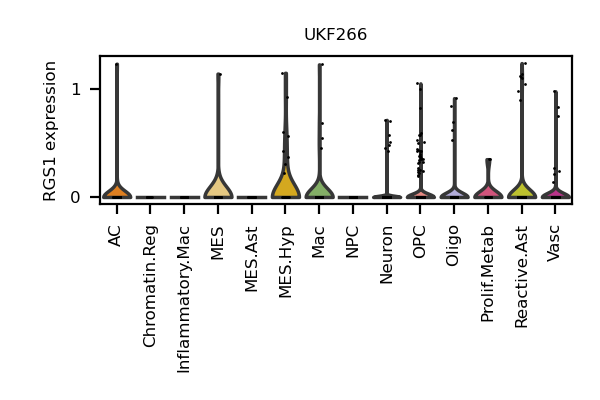 UKF266
RGS1 expression
1
0
AC
Chromatin.Reg
Inflammatory.Mac
MES
MES.Ast
MES.Hyp
Mac
NPC
Neuron
OPC
Oligo
Prolif.Metab
Reactive.Ast
Vasc